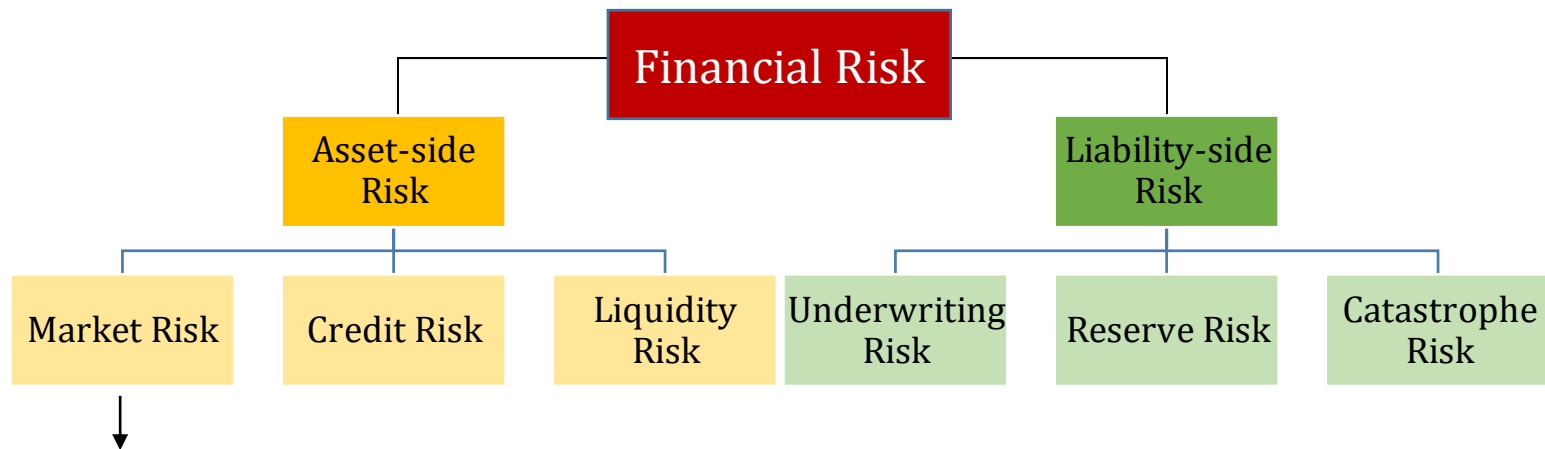 Financial Risk
Asset-side
Risk
Liability-side
Risk
Market Risk
Credit Risk
Liquidity
Risk
Underwriting
Risk
Reserve Risk
Catastrophe
Risk